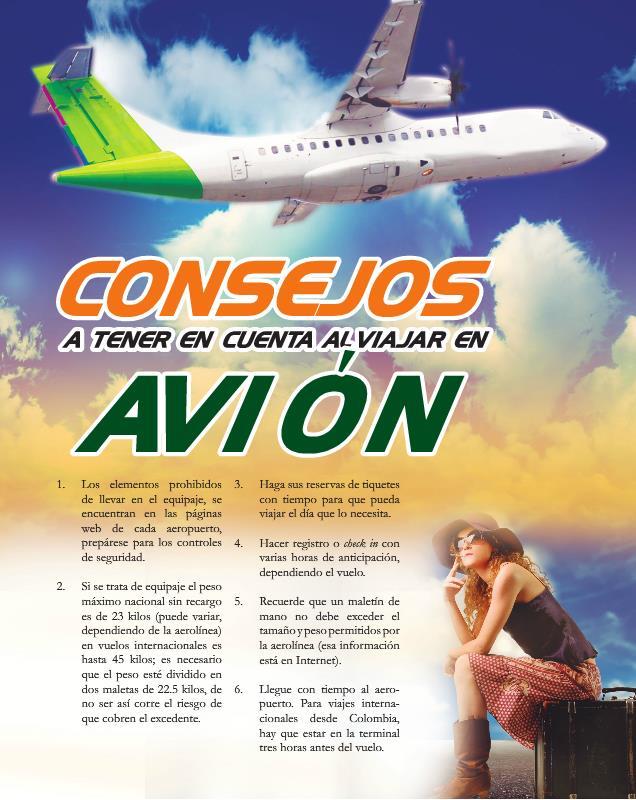 CONSEJOS
A TENER EN CUENTA AL VIAJAR EN
AVIÓN
1. Los elementos prohibidos
de llevar en el equipaje, se
encuentran en las páginas
web de cada aeropuerto,
prepárese para los controles
de seguridad.
2. Si se trata de equipaje el peso
máximo nacional sin recargo
es de 23 kilos (puede variar,
dependiendo de la aerolínea)
en vuelos internacionales es
hasta 45 kilos; es necesario
que el peso esté dividido en
dos maletas de 22.5 kilos, de
no ser así corre el riesgo de
que cobren el excedente.
3. Haga sus reservas de tiquetes
con tiempo para que pueda
viajar el día que lo necesita.
4. Hacer registro o check in con
varias horas de anticipación,
dependiendo el vuelo.
5. Recuerde que un maletín de
mano no debe exceder el
tamaño y peso permitidos por
la aerolínea (esa información
está en Internet).
6. Llegue con tiempo al aero-
puerto. Para viajes interna-
cionales desde Colombia,
hay que estar en la terminal
tres horas antes del vuelo.